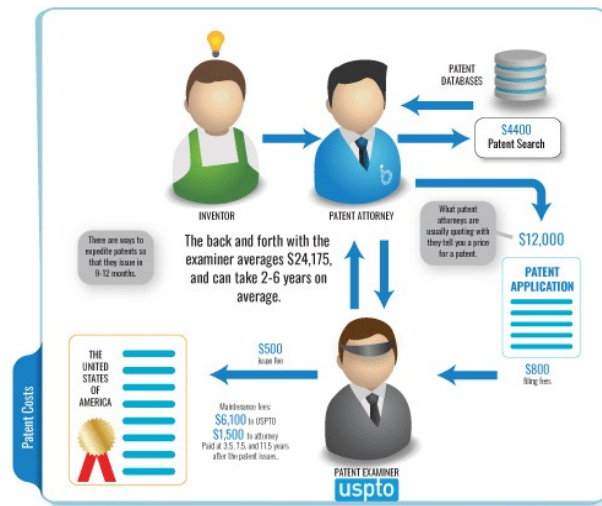 PATENT
DATABASES
$4400
Patent Search
INVENTOR
PATENT ATTORNEY
There are ways to
expedite patents so
that they issue in
9-12 months.
The back and forth with the
examiner averages $24,175,
and can take 2-6 years on
average.
What patent
attorneys are
usually quoting with
they tell you a price
for a patent.
$12,000
PATENT
APPLICATION
$800
filing fees
$500
issue fee
THE
UNITED
STATES
OF
AMERICA
Maintenance fees:
$6,100 to USPTO
$1,500 to attorney
Paid at 3.5, 7.5, and 11.5 years
after the patent issues.
PATENT EXAMINER
uspto
Patent Costs